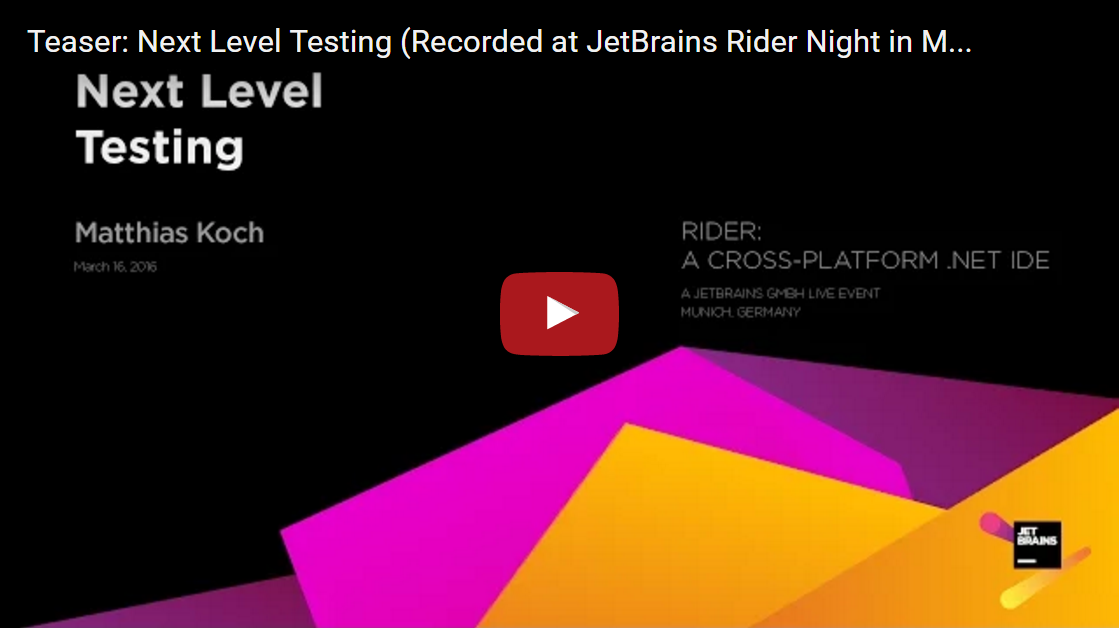 Teaser: Next Level Testing (Recorded at JetBrains Rider Night in M...
Next Level
Testing
Matthias Koch
March 16, 2016
RIDER:
A CROSS-PLATFORM .NET IDE
A JETBRAINS GMBH LIVE EVENT
MUNICH, GERMANY
JET
BRAINS